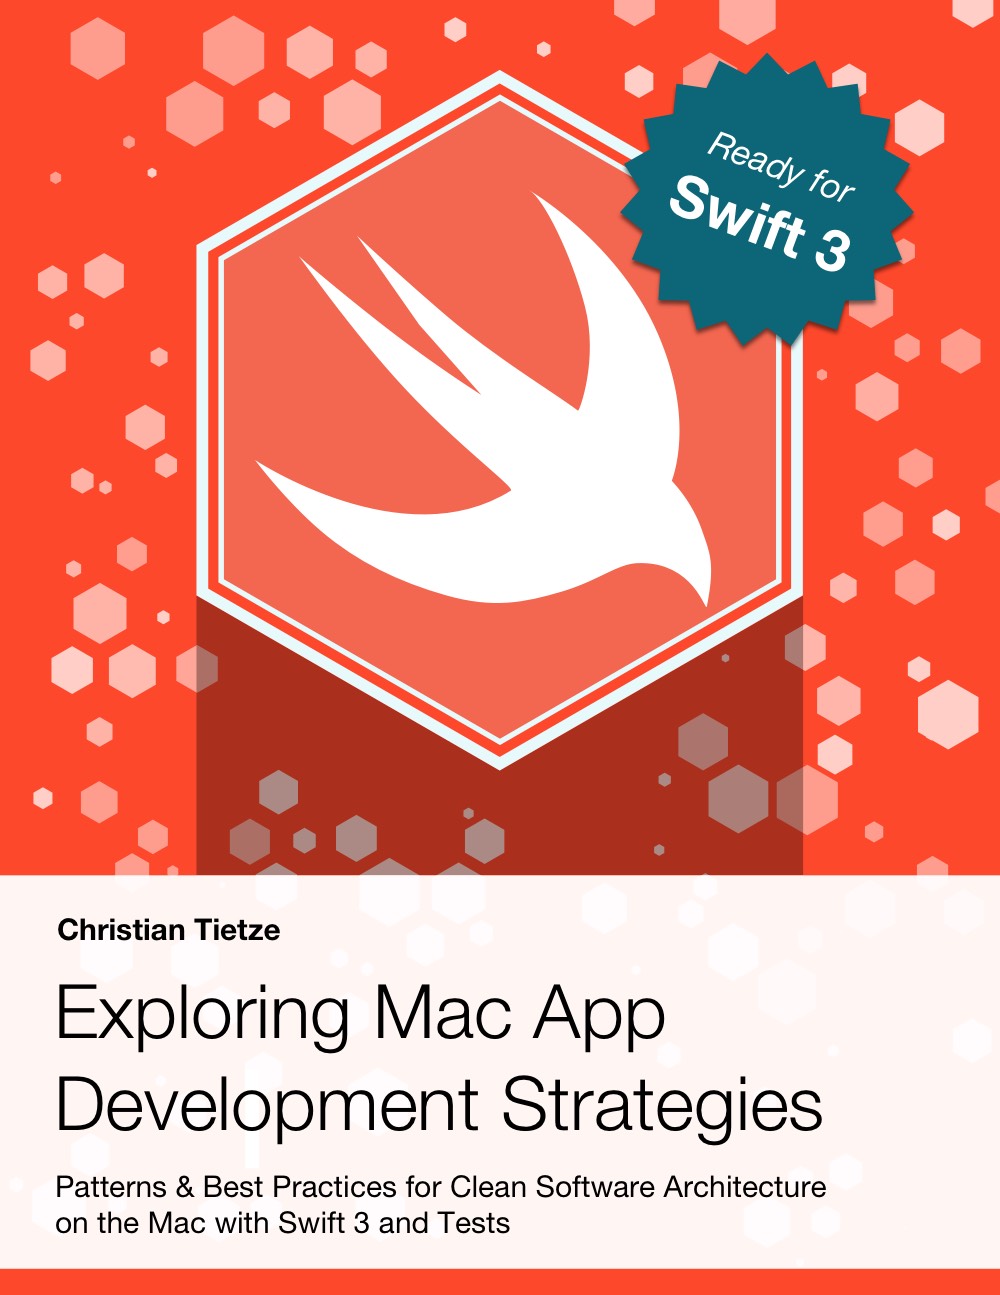 Ready for
Swift 3
Christian Tietze
Exploring Mac App
Development Strategies
Patterns & Best Practices for Clean Software Architecture
on the Mac with Swift 3 and Tests